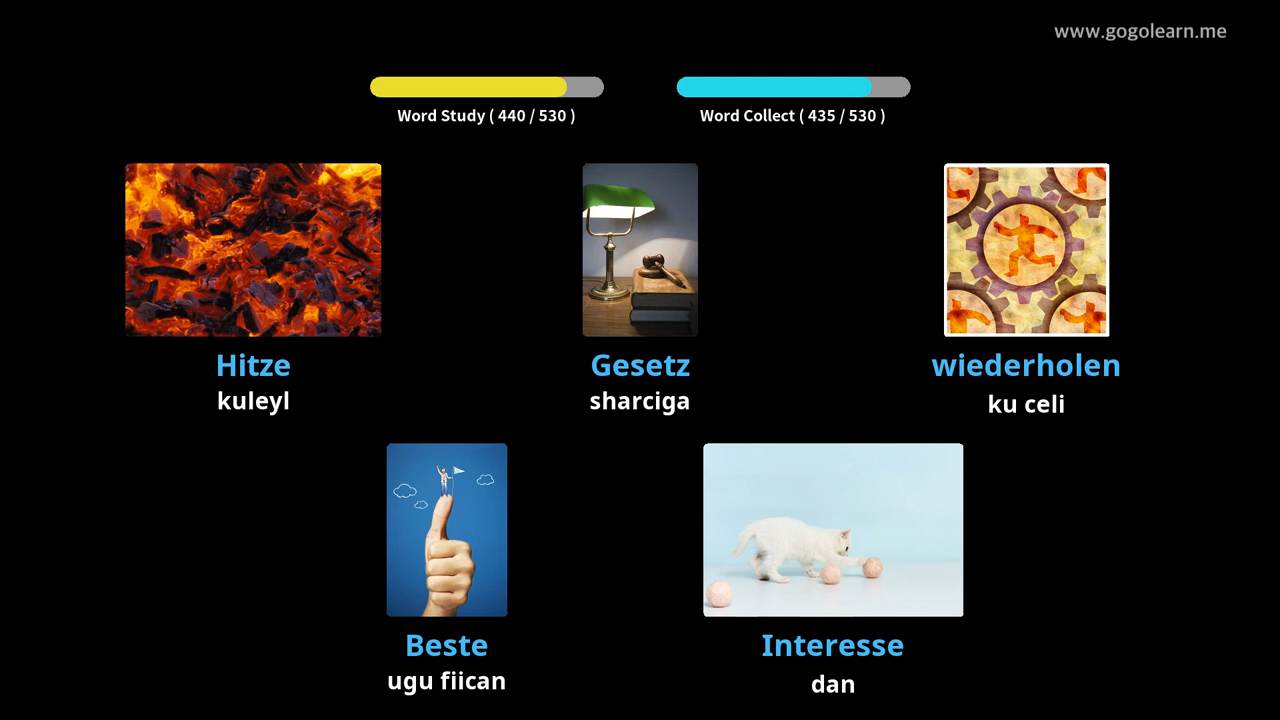 www.gogolearn.me
Word Study ( 440 / 530 )
Word Collect ( 435 / 530 )
Hitze
kuleyl
Gesetz
sharciga
wiederholen
ku celi
Beste
ugu fiican
Interesse
dan